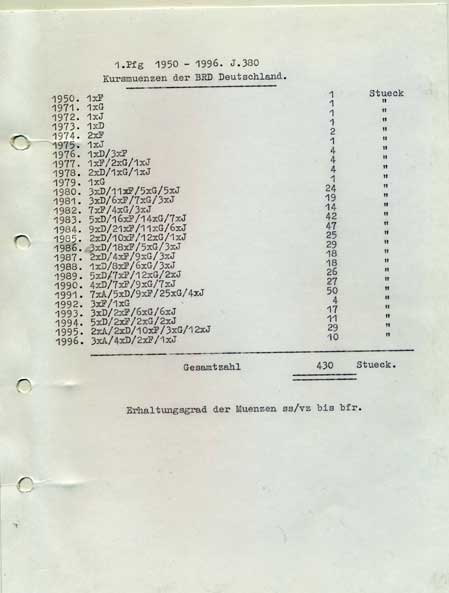 1.Pfg 1950 - 1996. J.380
Kursmuenzen der BRD Deutschland.
1950. 1xF 1 Stueck
1971. 1xG 1 "
1972. 1xJ 1 "
1973. 1xD 1 "
1974. 2xF 2 "
1975. 1xJ 1 "
1976. 1xD/3xF 4 "
1977. 1xF/2xG/1xJ 4 "
1978. 2xD/1xG/1xJ 4 "
1979. 1xG 1 "
1980. 3xD/11xF/5xG/5xJ 24 "
1981. 3xD/6xF/7xG/3xJ 19 "
1982. 7xF/4xG/3xJ 14 "
1983. 5xD/16xF/14xG/7xJ 42 "
1984. 9xD/21xF/11xG/6xJ 47 "
1985. 2xD/10xF/12xG/1xJ 25 "
1986. 3xD/18xF/5xG/3xJ 29 "
1987. 2xD/4xF/9xG/3xJ 18 "
1988. 1xD/8xF/6xG/3xJ 18 "
1989. 5xD/7xF/12xG/2xJ 26 "
1990. 4xD/7xF/9xG/7xJ 27 "
1991. 7xA/5xD/9xF/25xG/4xJ 50 "
1992. 3xF/1xG 4 "
1993. 3xD/2xF/6xG/6xJ 17 "
1994. 5xD/2xF/2xG/2xJ 11 "
1995. 2xA/2xD/10xF/3xG/12xJ 29 "
1996. 3xA/4xD/2xF/1xJ 10 "
Gesamtzahl 430 Stueck.
Erhaltungsgrad der Muenzen ss/vz bis bfr.